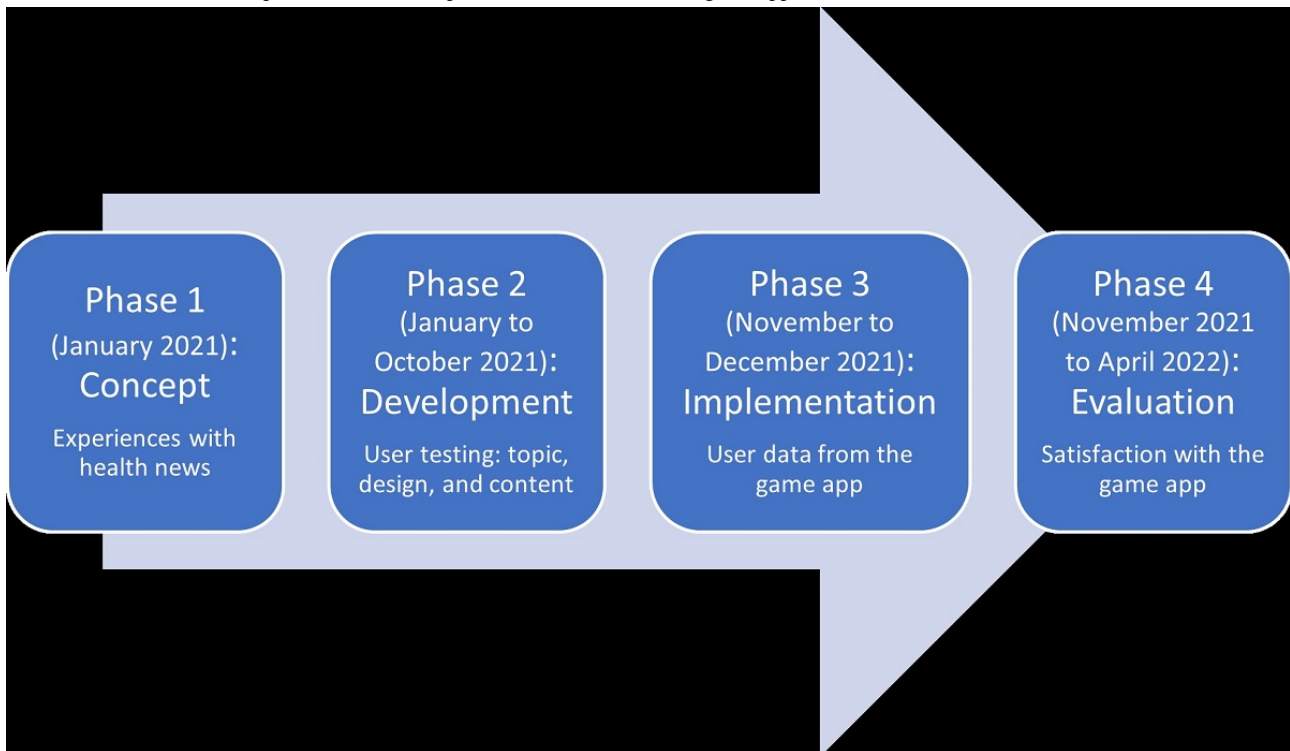 Phase 1
(January 2021):
Concept
Experiences with
health news
Phase 2
(January to
October 2021):
Development
User testing: topic,
design, and content
Phase 3
(November to
December 2021):
Implementation
User data from the
game app
Phase 4
(November 2021
to April 2022):
Evaluation
Satisfaction with the
game app